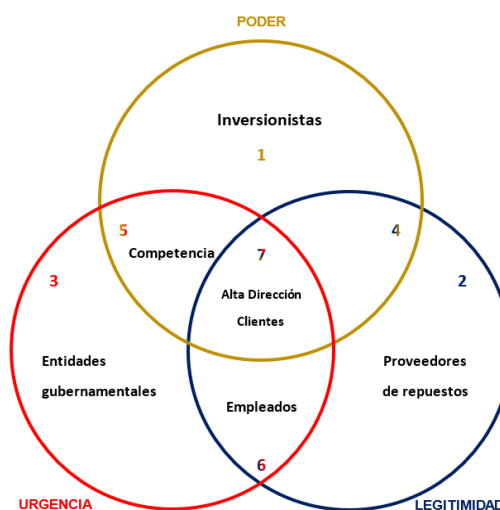 PODER
Inversionistas
1
5
4
Competencia
7
3
2
Alta Dirección
Clientes
Entidades
gubernamentales
Proveedores
de repuestos
Empleados
6
URGENCIA
LEGITIMIDAD